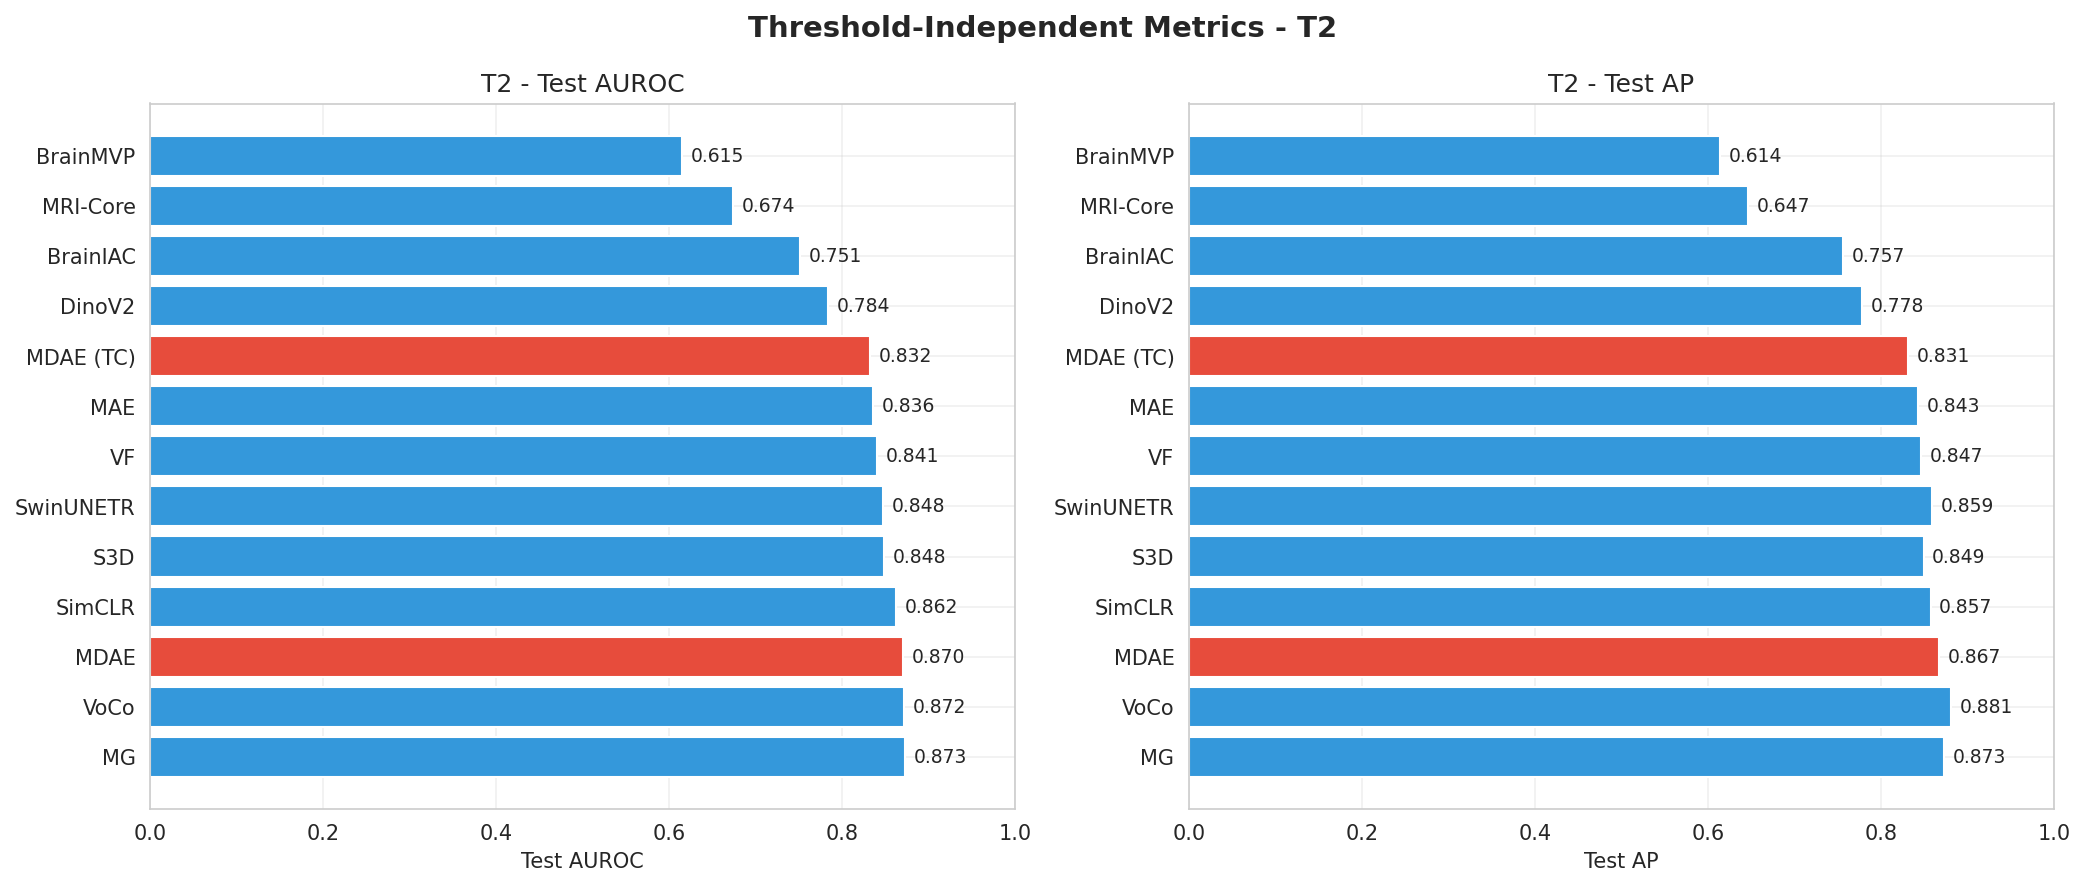 Threshold-Independent Metrics - T2
T2 - Test AUROC
BrainMVP 0.615
MRI-Core 0.674
BrainIAC 0.751
DinoV2 0.784
MDAE (TC) 0.832
MAE 0.836
VF 0.841
SwinUNETR 0.848
S3D 0.848
SimCLR 0.862
MDAE 0.870
VoCo 0.872
MG 0.873
0.0 0.2 0.4 0.6 0.8 1.0
Test AUROC
T2 - Test AP
BrainMVP 0.614
MRI-Core 0.647
BrainIAC 0.757
DinoV2 0.778
MDAE (TC) 0.831
MAE 0.843
VF 0.847
SwinUNETR 0.859
S3D 0.849
SimCLR 0.857
MDAE 0.867
VoCo 0.881
MG 0.873
0.0 0.2 0.4 0.6 0.8 1.0
Test AP